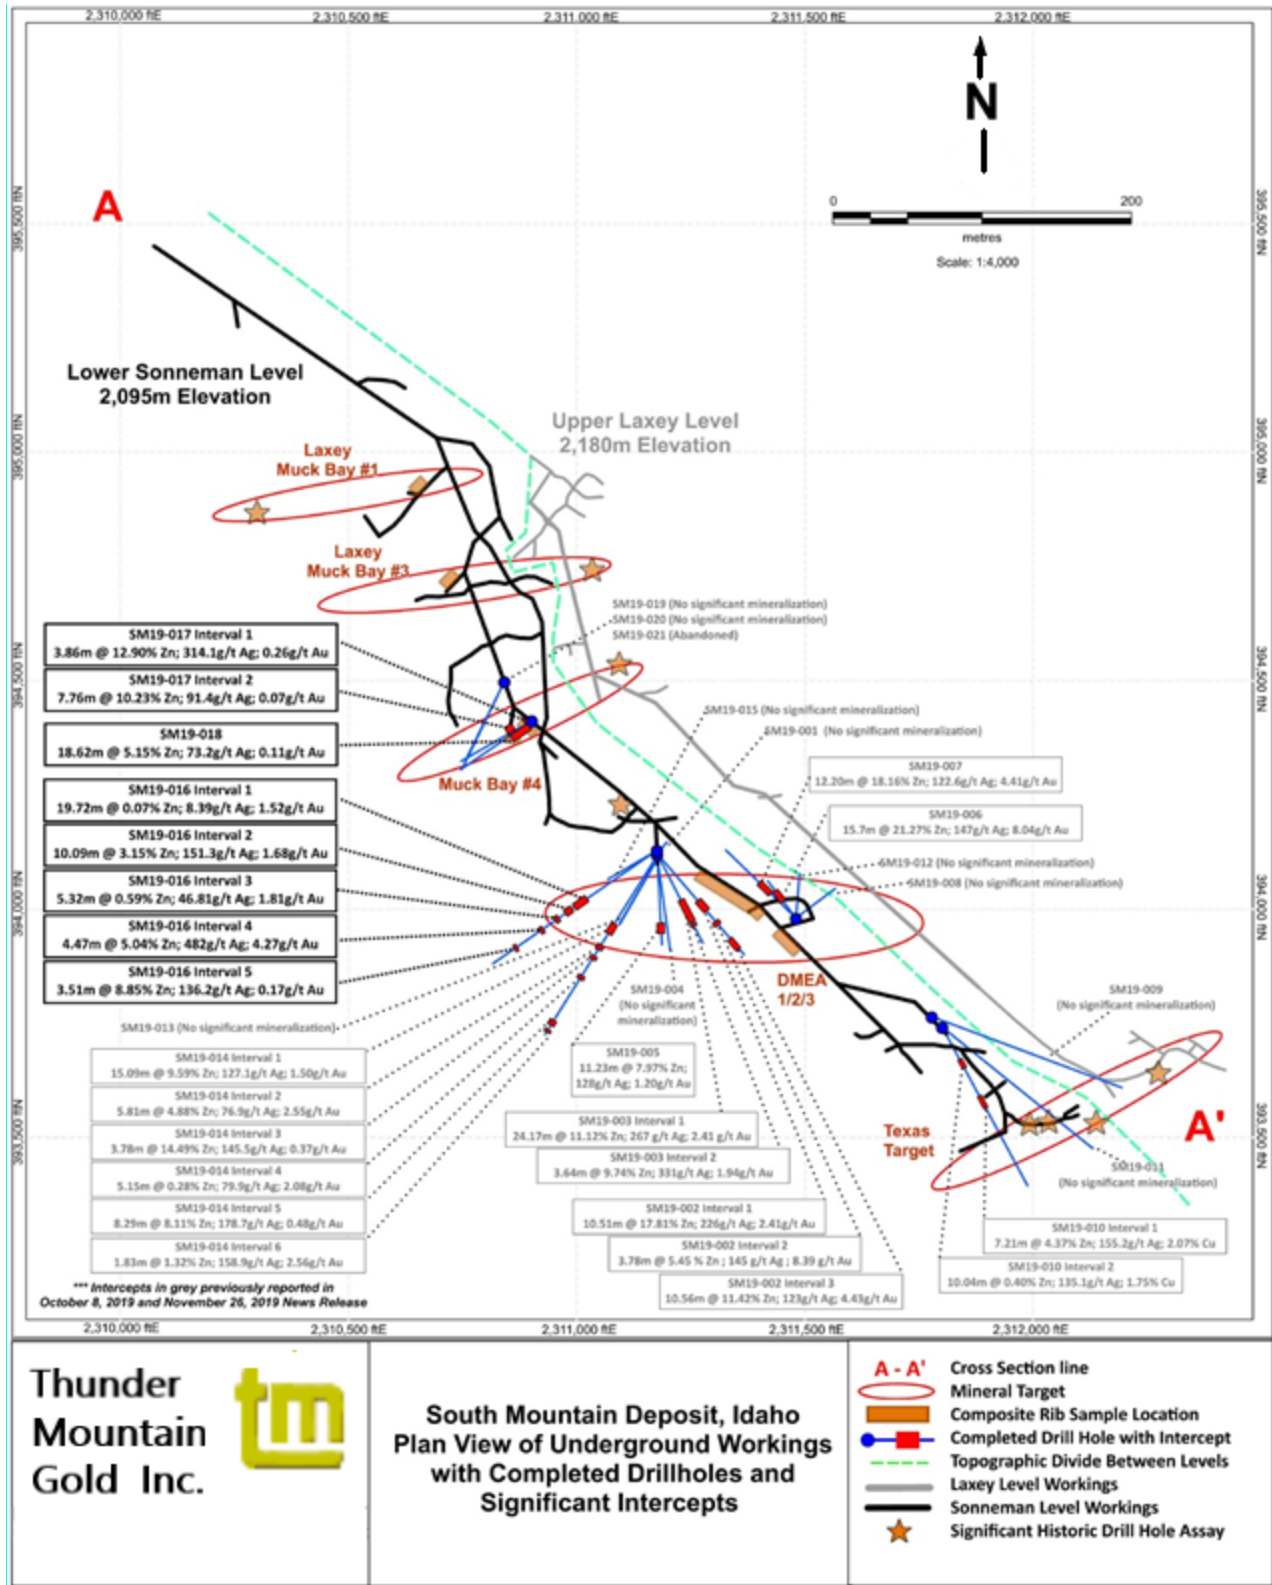 2,310,000 ftE
2,310,500 ftE
2,311,000 ftE
2,311,500 ftE
2,312,000 ftE
N
A
0
200
metres
Scale: 1:4,000
395,500 ftN
395,500 ftN
Lower Sonneman Level
2,095m Elevation
Upper Laxey Level
2,180m Elevation
395,000 ftN
395,000 ftN
Laxey
Muck Bay #1
Laxey
Muck Bay #3
SM19-019 (No significant mineralization)
SM19-020 (No significant mineralization)
SM19-021 (Abandoned)
SM19-017 Interval 1
3.86m @ 12.90% Zn; 314.1g/t Ag; 0.26g/t Au
SM19-017 Interval 2
7.76m @ 10.23% Zn; 91.4g/t Ag; 0.07g/t Au
394,500 ftN
394,500 ftN
SM19-018
18.62m @ 5.15% Zn; 73.2g/t Ag; 0.11g/t Au
SM19-015 (No significant mineralization)
SM19-001 (No significant mineralization)
Muck Bay #4
SM19-007
12.20m @ 18.16% Zn; 122.6g/t Ag; 4.41g/t Au
SM19-016 Interval 1
19.72m @ 0.07% Zn; 8.39g/t Ag; 1.52g/t Au
SM19-006
15.7m @ 21.27% Zn; 147g/t Ag; 8.04g/t Au
SM19-016 Interval 2
10.09m @ 3.15% Zn; 151.3g/t Ag; 1.68g/t Au
SM19-012 (No significant mineralization)
SM19-008 (No significant mineralization)
SM19-016 Interval 3
5.32m @ 0.59% Zn; 46.81g/t Ag; 1.81g/t Au
394,000 ftN
394,000 ftN
SM19-016 Interval 4
4.47m @ 5.04% Zn; 482g/t Ag; 4.27g/t Au
SM19-016 Interval 5
3.51m @ 8.85% Zn; 136.2g/t Ag; 0.17g/t Au
DMEA
1/2/3
SM19-004
(No significant
mineralization)
SM19-009
(No significant mineralization)
SM19-013 (No significant mineralization)
SM19-014 Interval 1
15.09m @ 9.59% Zn; 127.1g/t Ag; 1.50g/t Au
SM19-005
11.23m @ 7.97% Zn;
128g/t Ag; 1.20g/t Au
SM19-014 Interval 2
5.81m @ 4.88% Zn; 76.9g/t Ag; 2.55g/t Au
SM19-003 Interval 1
24.17m @ 11.12% Zn; 267 g/t Ag; 2.41 g/t Au
Texas
Target
A'
393,500 ftN
393,500 ftN
SM19-014 Interval 3
3.78m @ 14.49% Zn; 145.5g/t Ag; 0.37g/t Au
SM19-003 Interval 2
3.64m @ 9.74% Zn; 331g/t Ag; 1.94g/t Au
SM19-011
(No significant mineralization)
SM19-014 Interval 4
5.15m @ 0.28% Zn; 79.9g/t Ag; 2.08g/t Au
SM19-014 Interval 5
8.29m @ 8.11% Zn; 178.7g/t Ag; 0.48g/t Au
SM19-002 Interval 1
10.51m @ 17.81% Zn; 226g/t Ag; 2.41g/t Au
SM19-010 Interval 1
7.21m @ 4.37% Zn; 155.2g/t Ag; 2.07% Cu
SM19-014 Interval 6
1.83m @ 1.32% Zn; 158.9g/t Ag; 2.56g/t Au
SM19-002 Interval 2
3.78m @ 5.45 % Zn ; 145 g/t Ag ; 8.39 g/t Au
SM19-010 Interval 2
10.04m @ 0.40% Zn; 135.1g/t Ag; 1.75% Cu
SM19-002 Interval 3
10.56m @ 11.42% Zn; 123g/t Ag; 4.43g/t Au
*** Intercepts in grey previously reported in
October 8, 2019 and November 26, 2019 News Release
2,310,000 ftE
2,310,500 ftE
2,311,000 ftE
2,311,500 ftE
2,312,000 ftE
Thunder
Mountain
Gold Inc.
tm
South Mountain Deposit, Idaho
Plan View of Underground Workings
with Completed Drillholes and
Significant Intercepts
A - A' Cross Section line
Mineral Target
Composite Rib Sample Location
Completed Drill Hole with Intercept
Topographic Divide Between Levels
Laxey Level Workings
Sonneman Level Workings
Significant Historic Drill Hole Assay